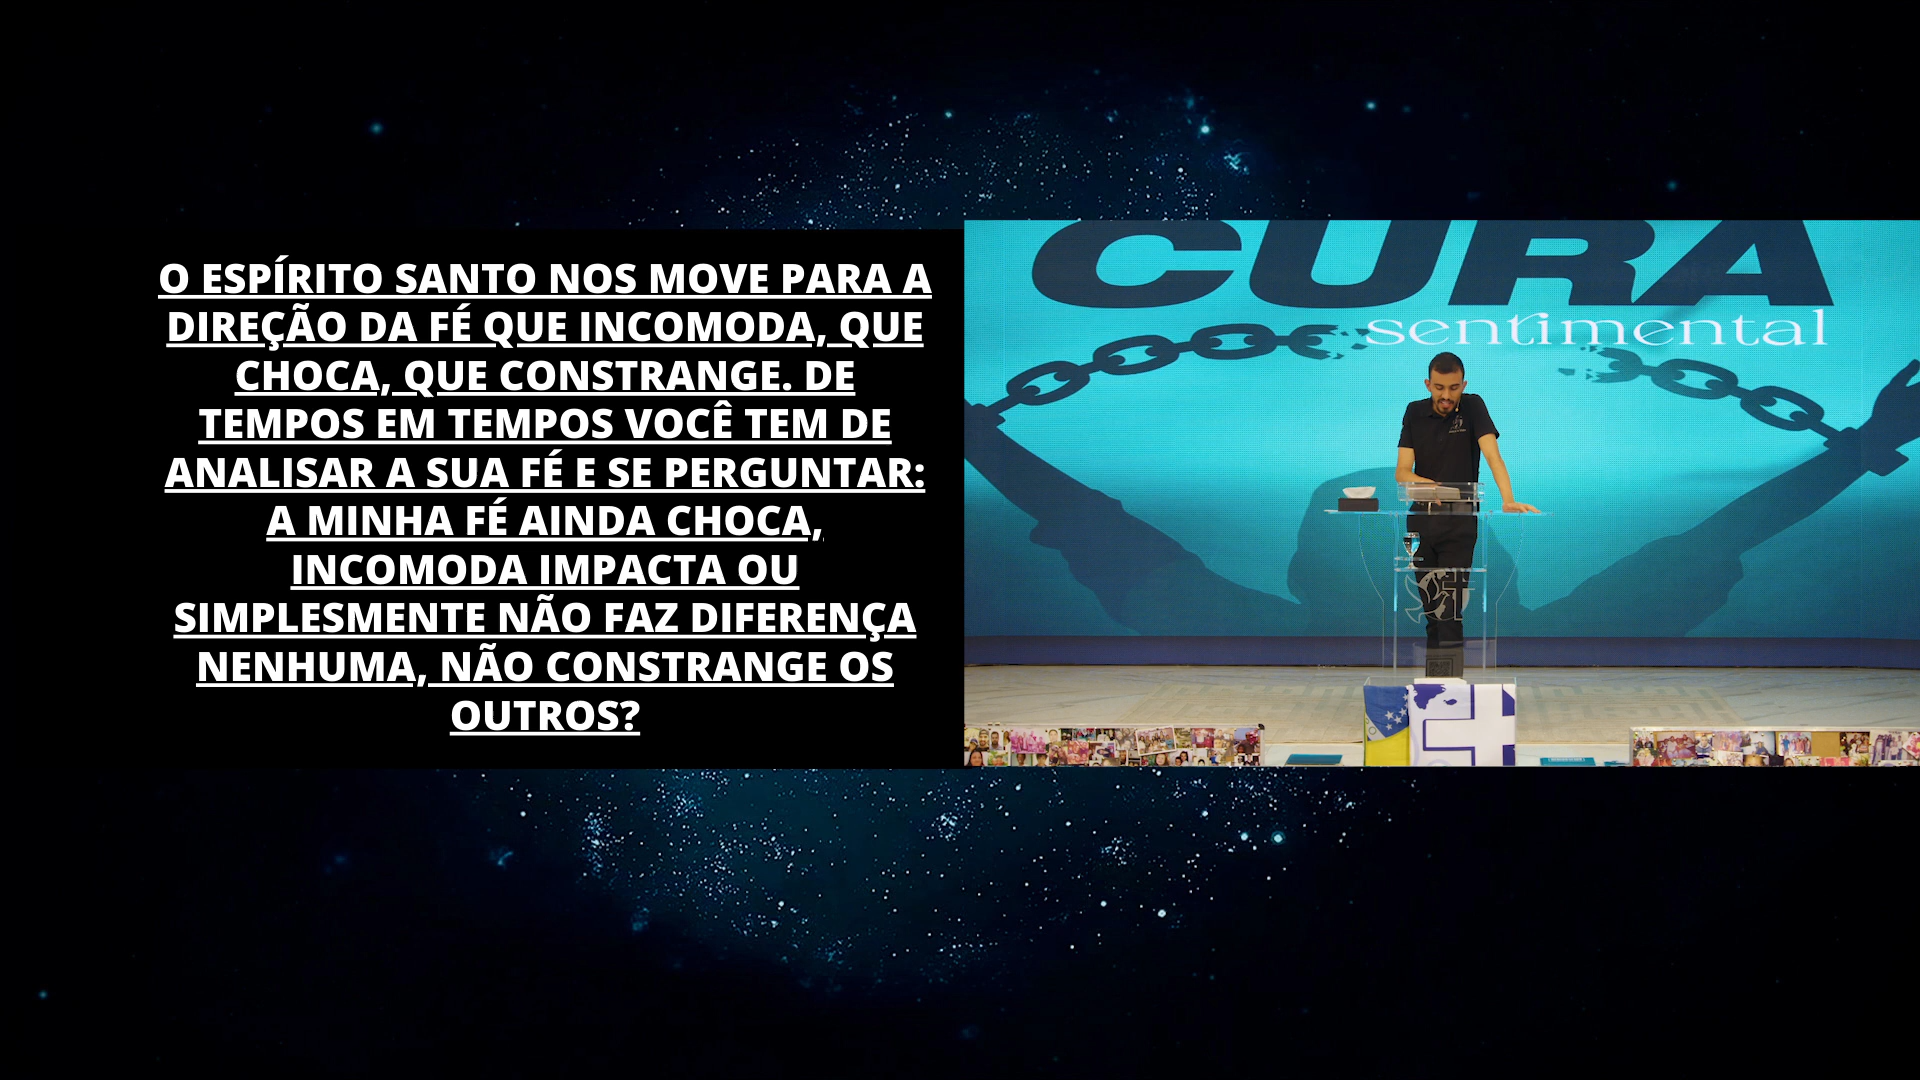 O ESPÍRITO SANTO NOS MOVE PARA A
DIREÇÃO DA FÉ QUE INCOMODA, QUE
CHOCA, QUE CONSTRANGE. DE
TEMPOS EM TEMPOS VOCÊ TEM DE
ANALISAR A SUA FÉ E SE PERGUNTAR:
A MINHA FÉ AINDA CHOCA,
INCOMODA IMPACTA OU
SIMPLESMENTE NÃO FAZ DIFERENÇA
NENHUMA, NÃO CONSTRANGE OS
OUTROS?
CURA
sentimental